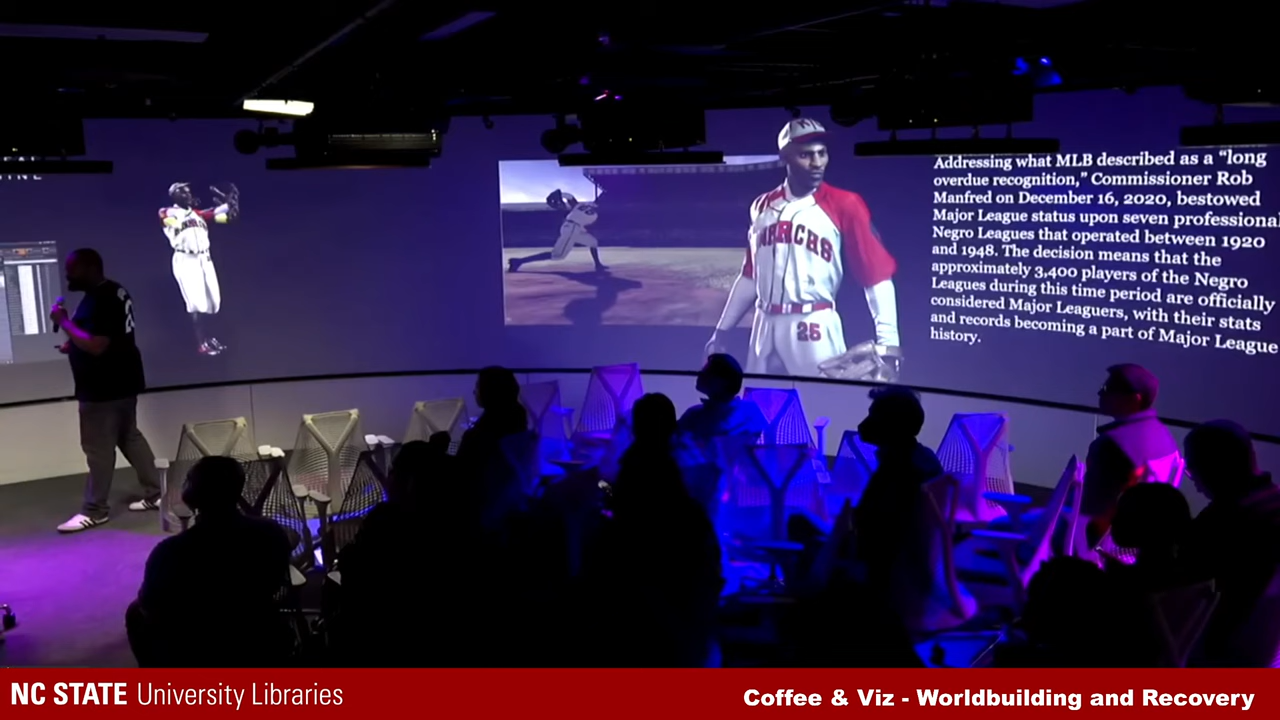 Addressing what MLB described as a “long
overdue recognition,” Commissioner Rob
Manfred on December 16, 2020, bestowed
Major League status upon seven professional
Negro Leagues that operated between 1920
and 1948. The decision means that the
approximately 3,400 players of the Negro
Leagues during this time period are officially
considered Major Leaguers, with their stats
and records becoming a part of Major League
history.
25
NC STATE University Libraries
Coffee & Viz - Worldbuilding and Recovery